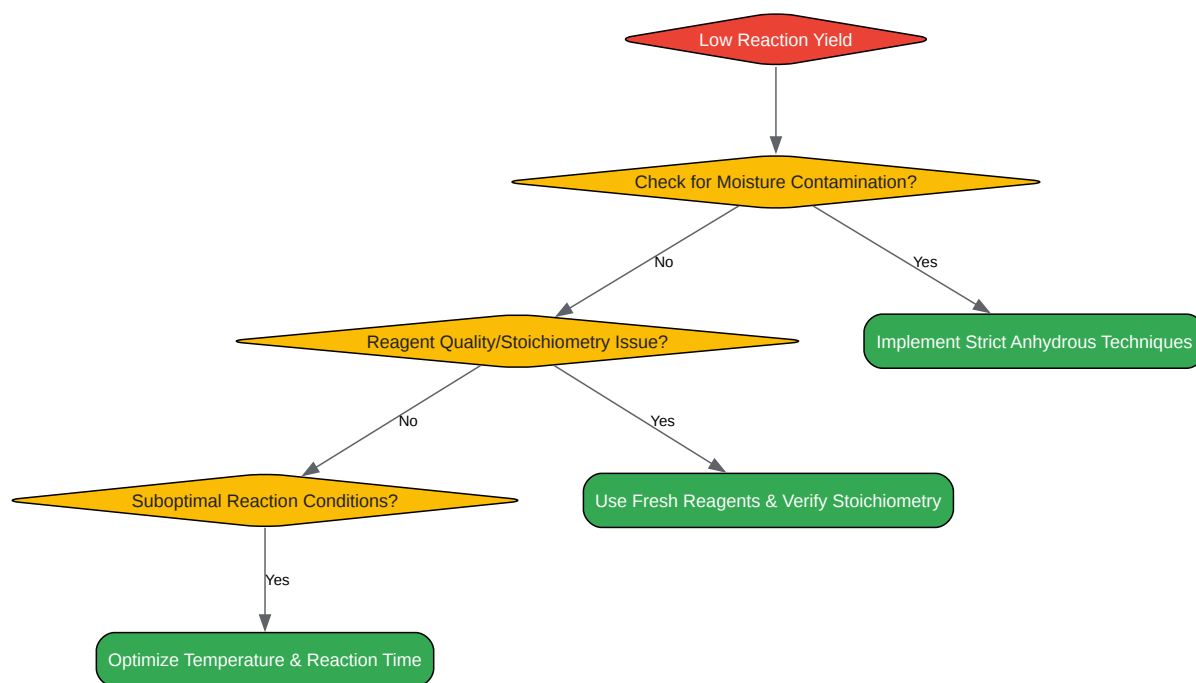 Low Reaction Yield
Check for Moisture Contamination?
No
Yes
Reagent Quality/Stoichiometry Issue?
Implement Strict Anhydrous Techniques
No
Yes
Suboptimal Reaction Conditions?
Use Fresh Reagents & Verify Stoichiometry
Yes
Optimize Temperature & Reaction Time